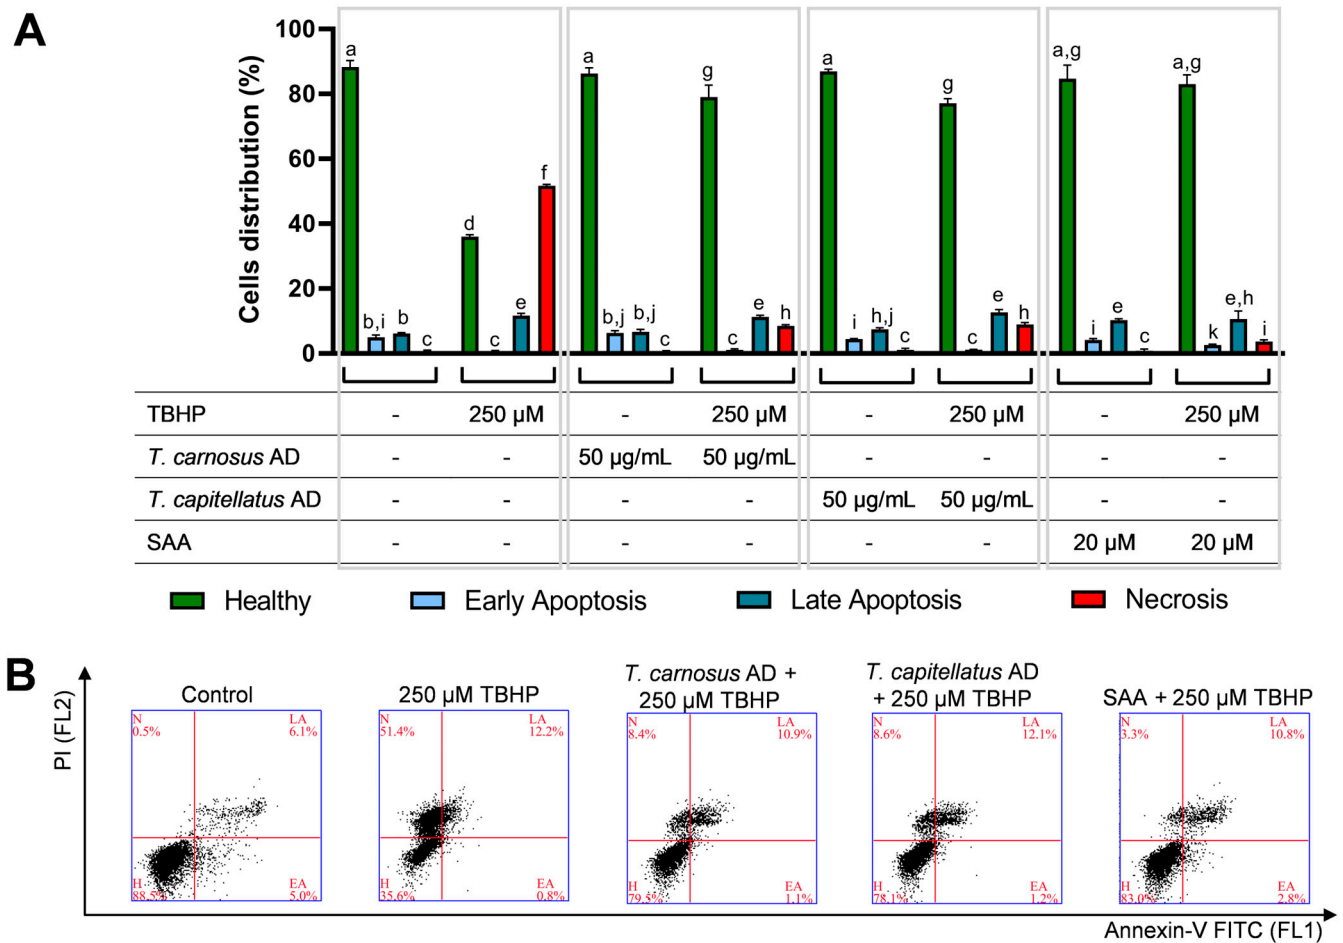 A
Cells distribution (%)
100
80
60
40
20
0
a b,i b c d c e f
a b,j b,j c g c e h
a i h,j c g c e h
a,g i e c a,g k e,h i
TBHP - 250 µM - 250 µM - 250 µM - 250 µM
T. carnosus AD - - 50 µg/mL 50 µg/mL - - - -
T. capitellatus AD - - - - 50 µg/mL 50 µg/mL - -
SAA - - - - - - 20 µM 20 µM
Healthy Early Apoptosis Late Apoptosis Necrosis
B
PI (FL2)
Control
N LA
0.5% 6.1%
H EA
88.5% 5.0%
250 µM TBHP
N LA
51.4% 12.2%
H EA
35.6% 0.8%
T. carnosus AD +
250 µM TBHP
N LA
8.4% 10.9%
H EA
79.5% 1.1%
T. capitellatus AD
+ 250 µM TBHP
N LA
8.6% 12.1%
H EA
78.1% 1.2%
SAA + 250 µM TBHP
N LA
3.3% 10.8%
H EA
83.0% 2.8%
Annexin-V FITC (FL1)